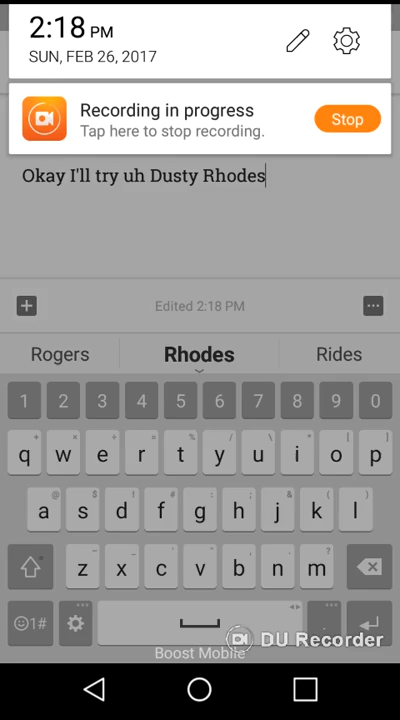 2:18 PM
SUN, FEB 26, 2017
Recording in progress
Tap here to stop recording.
Stop
Okay I'll try uh Dusty Rhodes
Edited 2:18 PM
Rogers Rhodes Rides
1 2 3 4 5 6 7 8 9 0
q w e r t y u i o p
a s d f g h j k l
z x c v b n m
☺1# .
DU Recorder
Boost Mobile